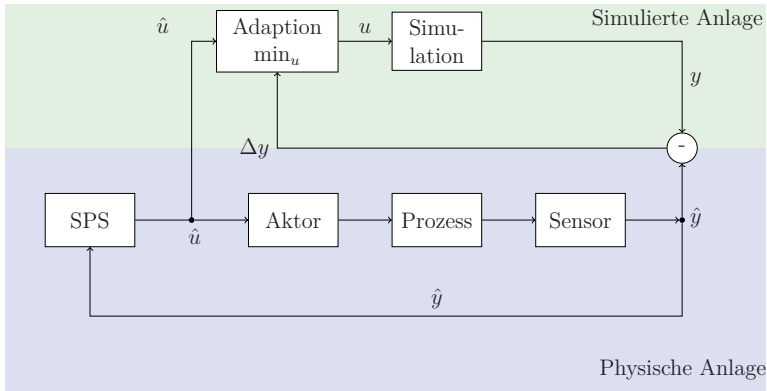 Simulierte Anlage
û
Adaption
min_u
u
Simu-
lation
y
Δy
-
SPS
û
Aktor
Prozess
Sensor
ŷ
ŷ
Physische Anlage